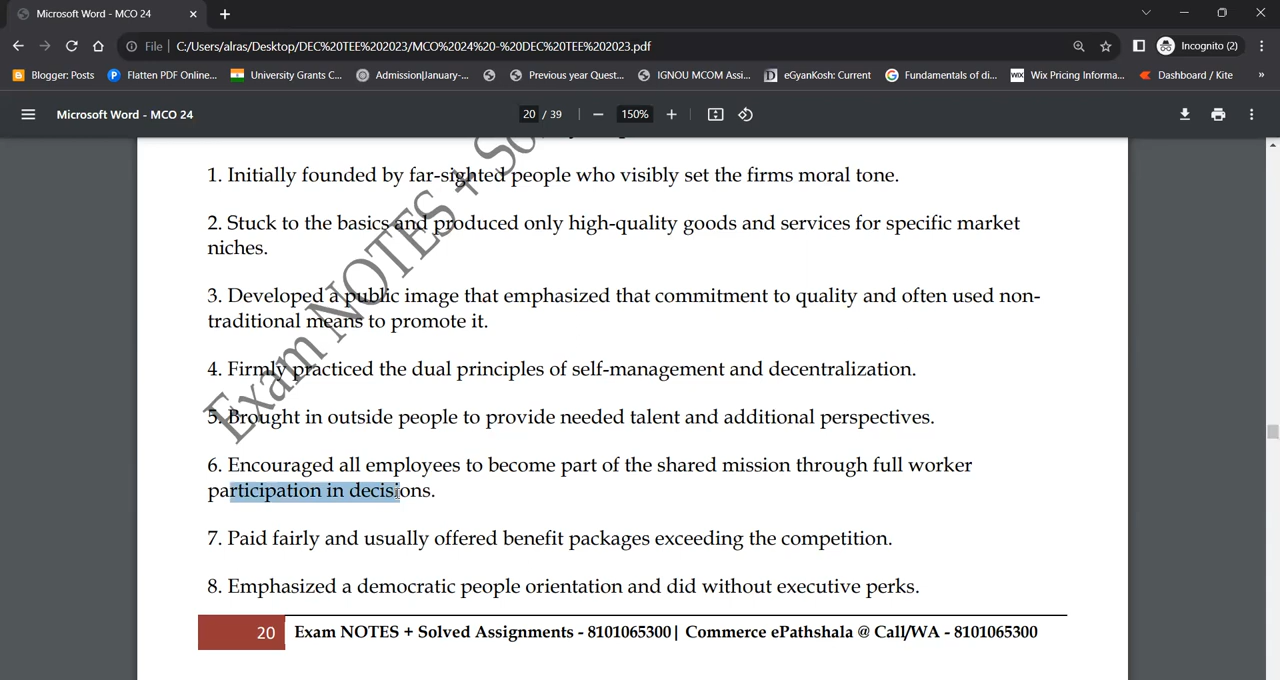 Microsoft Word - MCO 24
File
C:/Users/alras/Desktop/DEC%20TEE%202023/MCO%2024%20-%20DEC%20TEE%202023.pdf
Incognito (2)
Blogger: Posts
Flatten PDF Online...
University Grants C...
Admission|January-...
Previous year Quest...
IGNOU MCOM Assi...
eGyanKosh: Current
Fundamentals of di...
WIX
Wix Pricing Informa...
Dashboard / Kite
»
Microsoft Word - MCO 24
20 / 39
150%
1. Initially founded by far-sighted people who visibly set the firms moral tone.
2. Stuck to the basics and produced only high-quality goods and services for specific market
niches.
3. Developed a public image that emphasized that commitment to quality and often used non-
traditional means to promote it.
4. Firmly practiced the dual principles of self-management and decentralization.
5. Brought in outside people to provide needed talent and additional perspectives.
6. Encouraged all employees to become part of the shared mission through full worker
participation in decisions.
7. Paid fairly and usually offered benefit packages exceeding the competition.
8. Emphasized a democratic people orientation and did without executive perks.
Exam NOTES + So
20
Exam NOTES + Solved Assignments - 8101065300| Commerce ePathshala @ Call/WA - 8101065300